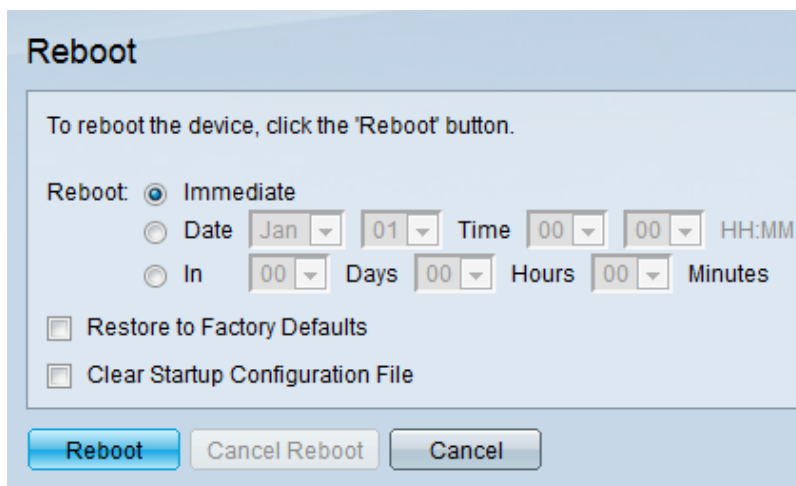 Reboot
To reboot the device, click the 'Reboot' button.
Reboot: Immediate
Date Jan 01 Time 00 00 HH:MM
In 00 Days 00 Hours 00 Minutes
Restore to Factory Defaults
Clear Startup Configuration File
Reboot Cancel Reboot Cancel